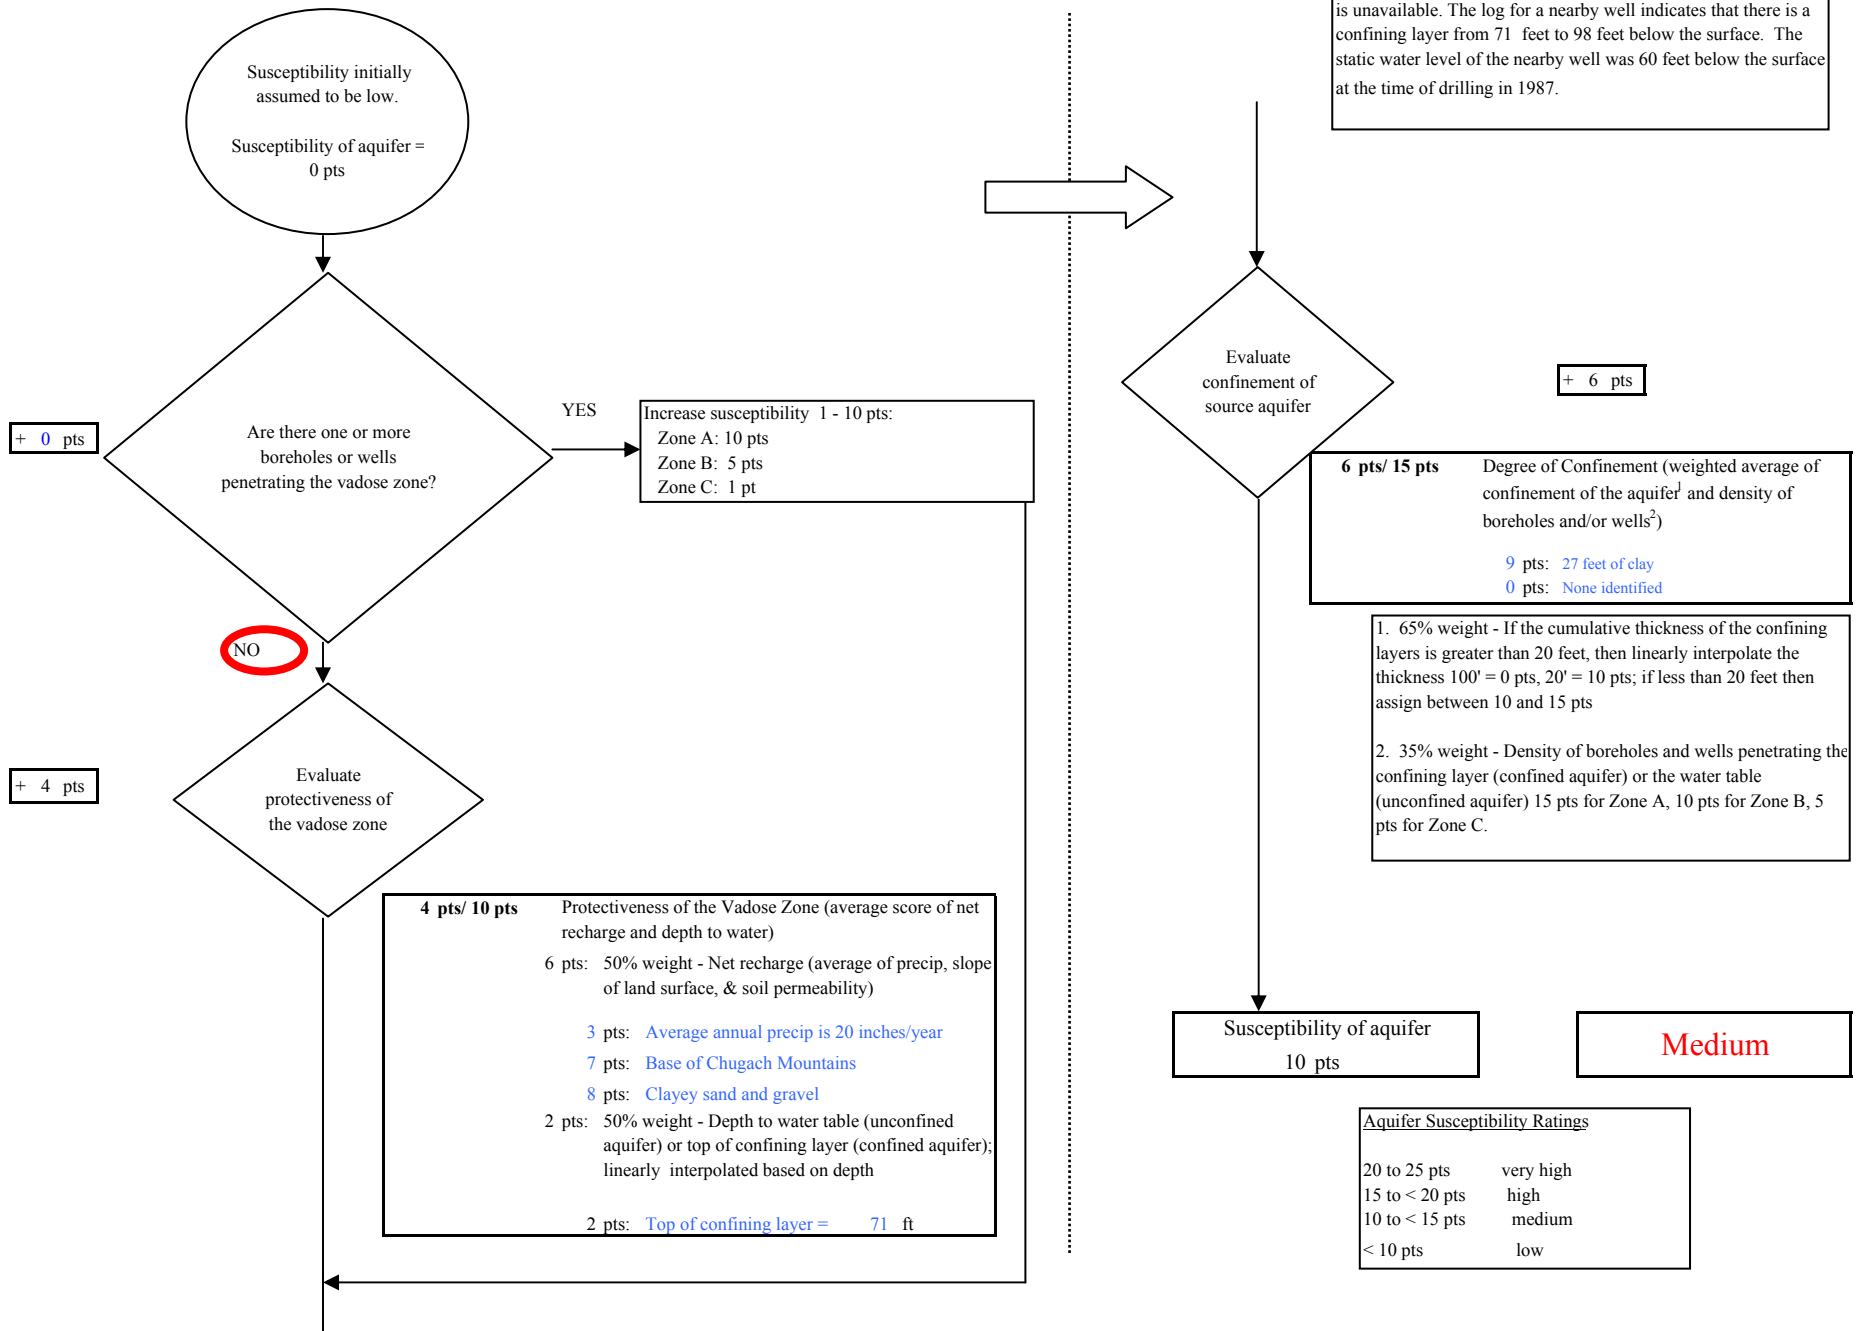 Susceptibility initially
assumed to be low.
Susceptibility of aquifer =
0 pts
+ 0 pts
Are there one or more
boreholes or wells
penetrating the vadose zone?
YES
Increase susceptibility 1 - 10 pts:
Zone A: 10 pts
Zone B: 5 pts
Zone C: 1 pt
NO
+ 4 pts
Evaluate
protectiveness of
the vadose zone
4 pts/ 10 pts Protectiveness of the Vadose Zone (average score of net
recharge and depth to water)
6 pts: 50% weight - Net recharge (average of precip, slope
of land surface, & soil permeability)
3 pts: Average annual precip is 20 inches/year
7 pts: Base of Chugach Mountains
8 pts: Clayey sand and gravel
2 pts: 50% weight - Depth to water table (unconfined
aquifer) or top of confining layer (confined aquifer);
linearly interpolated based on depth
2 pts: Top of confining layer = 71 ft
is unavailable. The log for a nearby well indicates that there is a
confining layer from 71 feet to 98 feet below the surface. The
static water level of the nearby well was 60 feet below the surface
at the time of drilling in 1987.
Evaluate
confinement of
source aquifer
+ 6 pts
6 pts/ 15 pts Degree of Confinement (weighted average of
confinement of the aquifer1 and density of
boreholes and/or wells2)
9 pts: 27 feet of clay
0 pts: None identified
1. 65% weight - If the cumulative thickness of the confining
layers is greater than 20 feet, then linearly interpolate the
thickness 100' = 0 pts, 20' = 10 pts; if less than 20 feet then
assign between 10 and 15 pts
2. 35% weight - Density of boreholes and wells penetrating the
confining layer (confined aquifer) or the water table
(unconfined aquifer) 15 pts for Zone A, 10 pts for Zone B, 5
pts for Zone C.
Susceptibility of aquifer
10 pts
Medium
Aquifer Susceptibility Ratings
20 to 25 pts very high
15 to < 20 pts high
10 to < 15 pts medium
< 10 pts low